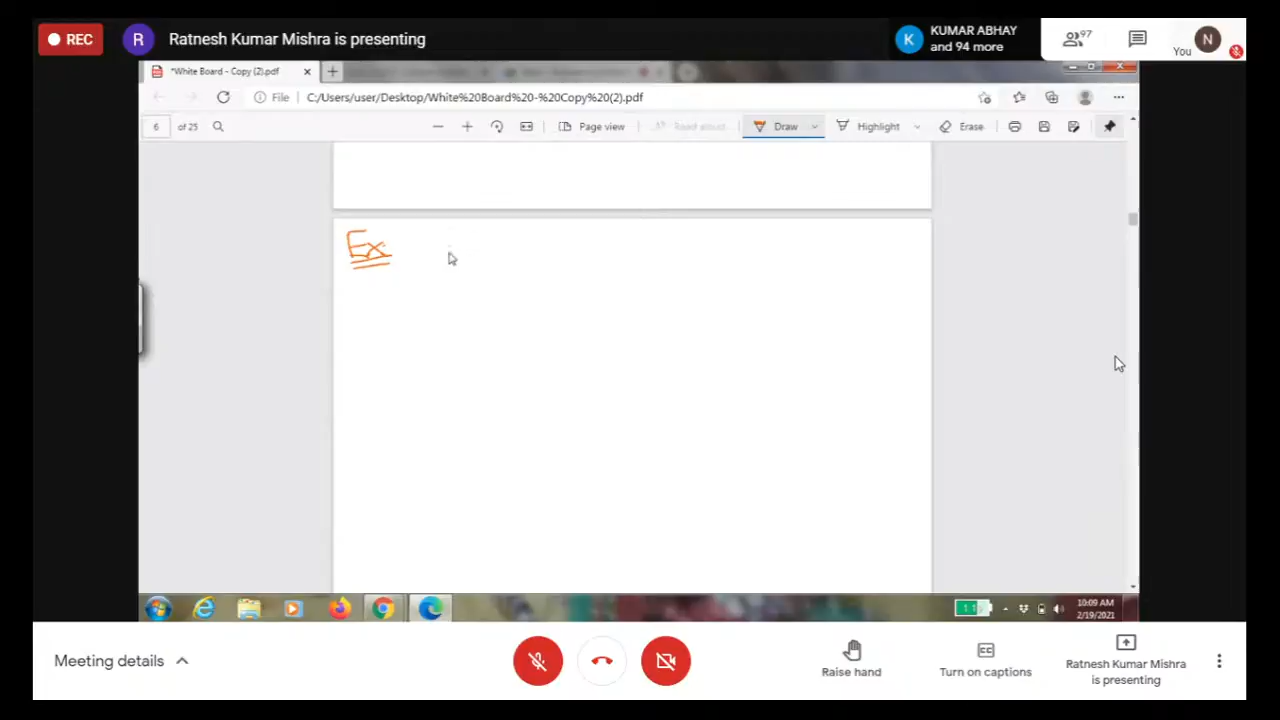 REC R Ratnesh Kumar Mishra is presenting K KUMAR ABHAY 97
and 94 more You N
*White Board - Copy (2).pdf
File C:/Users/user/Desktop/White%20Board%20-%20Copy%20(2).pdf
6 of 25 Page view Read aloud Draw Highlight Erase
Ex
10:09 AM
2/19/2021
Meeting details Raise hand Turn on captions Ratnesh Kumar Mishra
is presenting